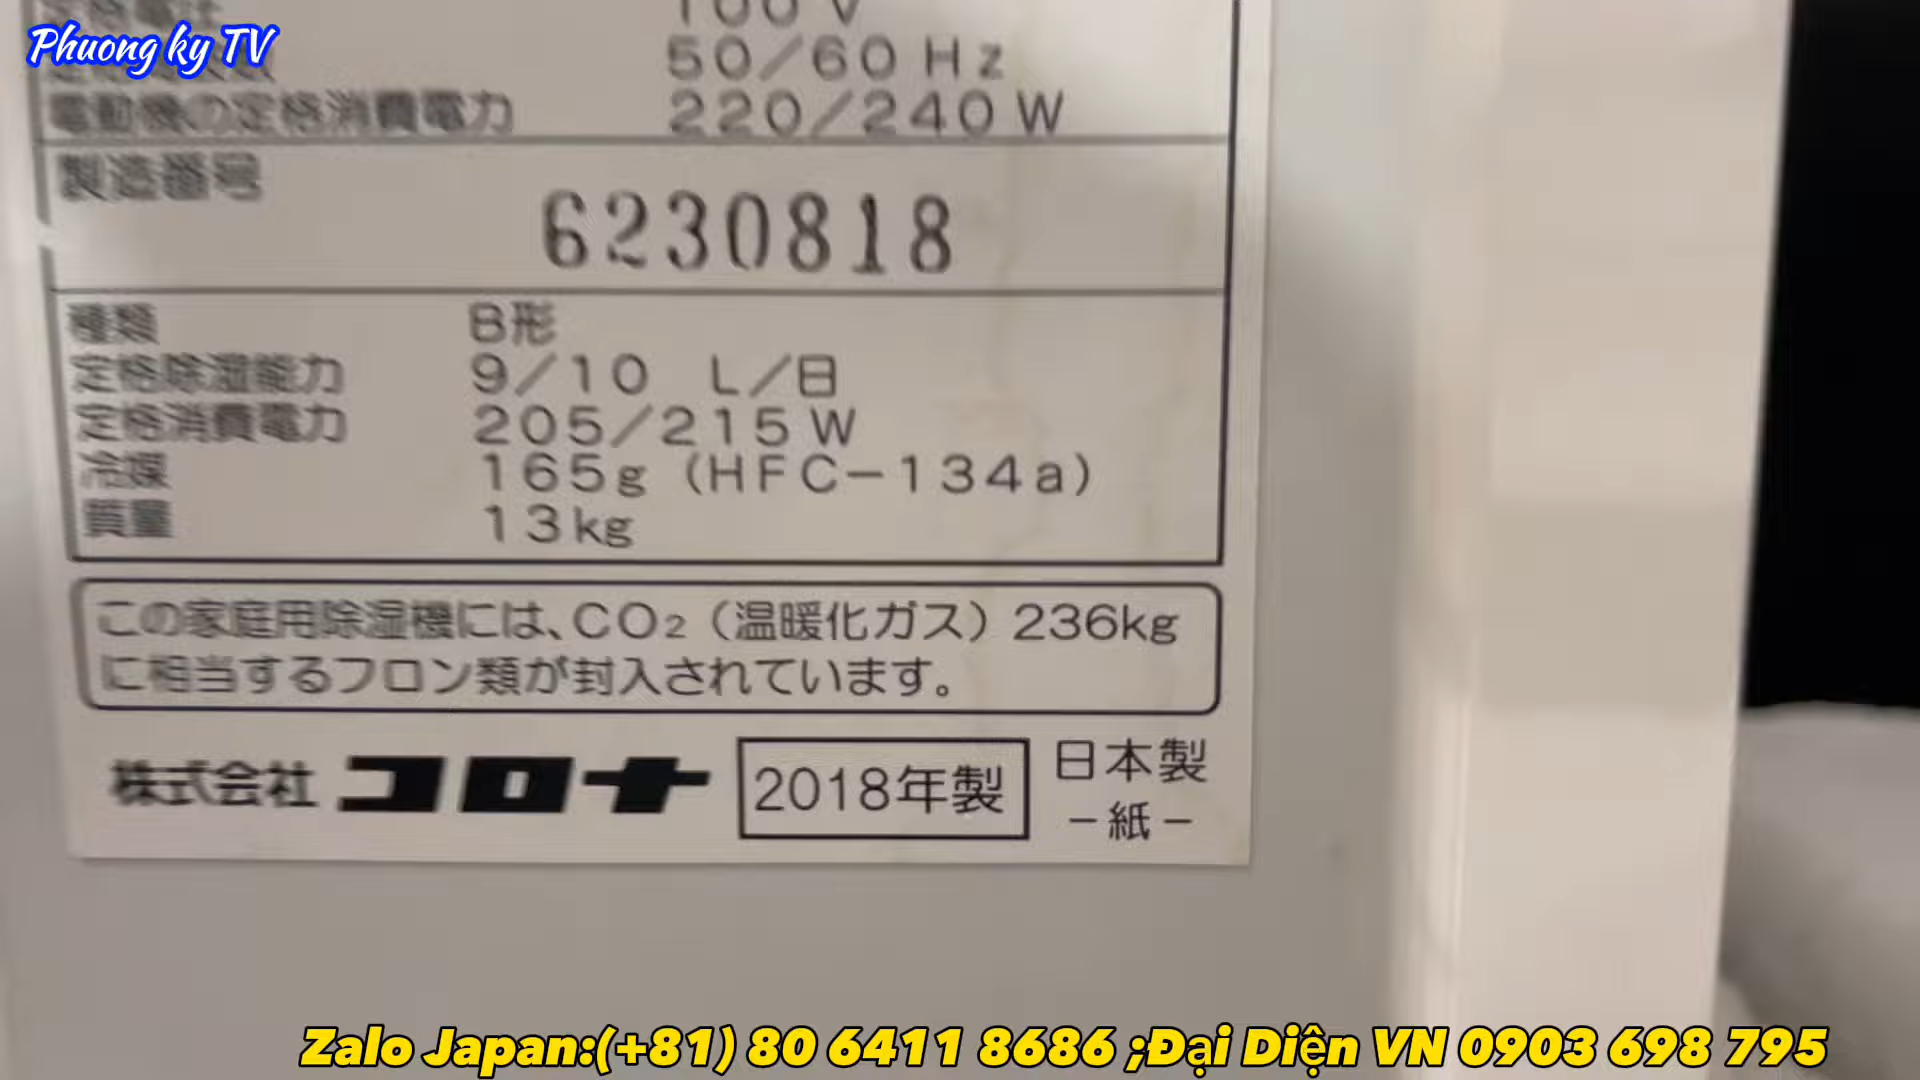 Phuong ky TV
定格電圧 100V
50/60Hz
電動機の定格消費電力 220/240W
製造番号
6230818
種類 B形
定格除湿能力 9/10 L/日
定格消費電力 205/215W
冷媒 165g (HFC-134a)
質量 13kg
この家庭用除湿機には、CO₂（温暖化ガス）236kg
に相当するフロン類が封入されています。
株式会社 コロナ 2018年製 日本製
-紙-
Zalo Japan:(+81) 80 6411 8686 ;Đại Diện VN 0903 698 795